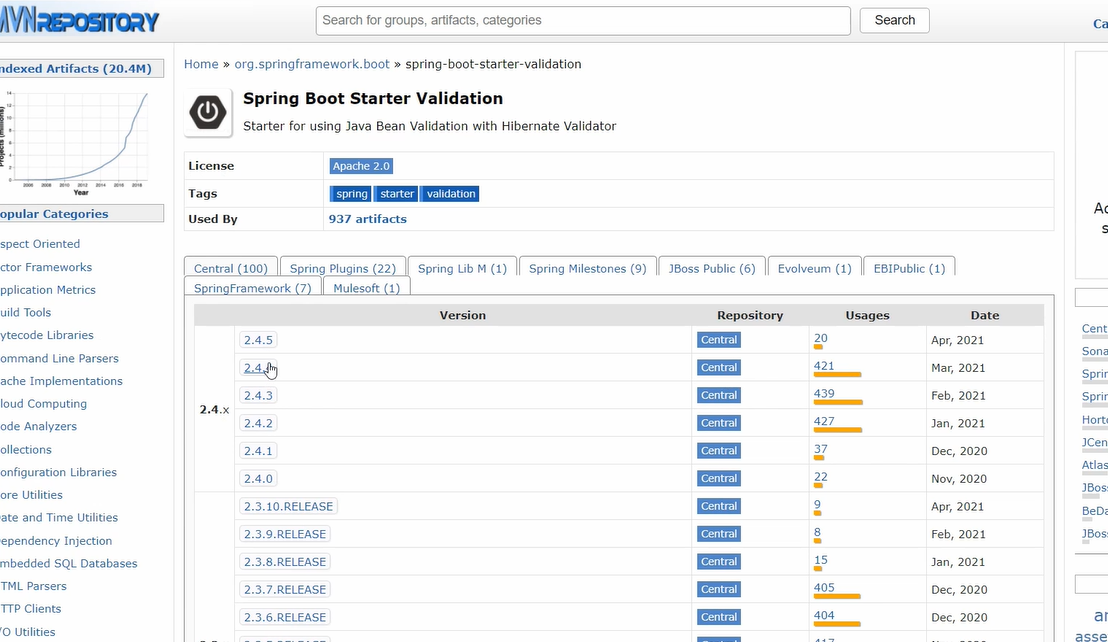 MVNREPOSITORY
Search for groups, artifacts, categories
Search
Ca
ndexed Artifacts (20.4M)
Projects (millions)
Year
opular Categories
spect Oriented
ctor Frameworks
pplication Metrics
uild Tools
ytecode Libraries
ommand Line Parsers
ache Implementations
loud Computing
ode Analyzers
ollections
onfiguration Libraries
ore Utilities
ate and Time Utilities
ependency Injection
mbedded SQL Databases
TML Parsers
TTP Clients
/O Utilities
Home » org.springframework.boot » spring-boot-starter-validation
Spring Boot Starter Validation
Starter for using Java Bean Validation with Hibernate Validator
License Apache 2.0
Tags spring starter validation
Used By 937 artifacts
Central (100) Spring Plugins (22) Spring Lib M (1) Spring Milestones (9) JBoss Public (6) Evolveum (1) EBIPublic (1)
SpringFramework (7) Mulesoft (1)
Version Repository Usages Date
2.4.x
2.4.5 Central 20 Apr, 2021
2.4. Central 421 Mar, 2021
2.4.3 Central 439 Feb, 2021
2.4.2 Central 427 Jan, 2021
2.4.1 Central 37 Dec, 2020
2.4.0 Central 22 Nov, 2020
2.3.10.RELEASE Central 9 Apr, 2021
2.3.9.RELEASE Central 8 Feb, 2021
2.3.8.RELEASE Central 15 Jan, 2021
2.3.7.RELEASE Central 405 Dec, 2020
2.3.6.RELEASE Central 404 Dec, 2020
Ac
s
Cent
Sona
Sprin
Sprin
Horto
JCen
Atlas
JBos
BeDa
JBos
ar
asse